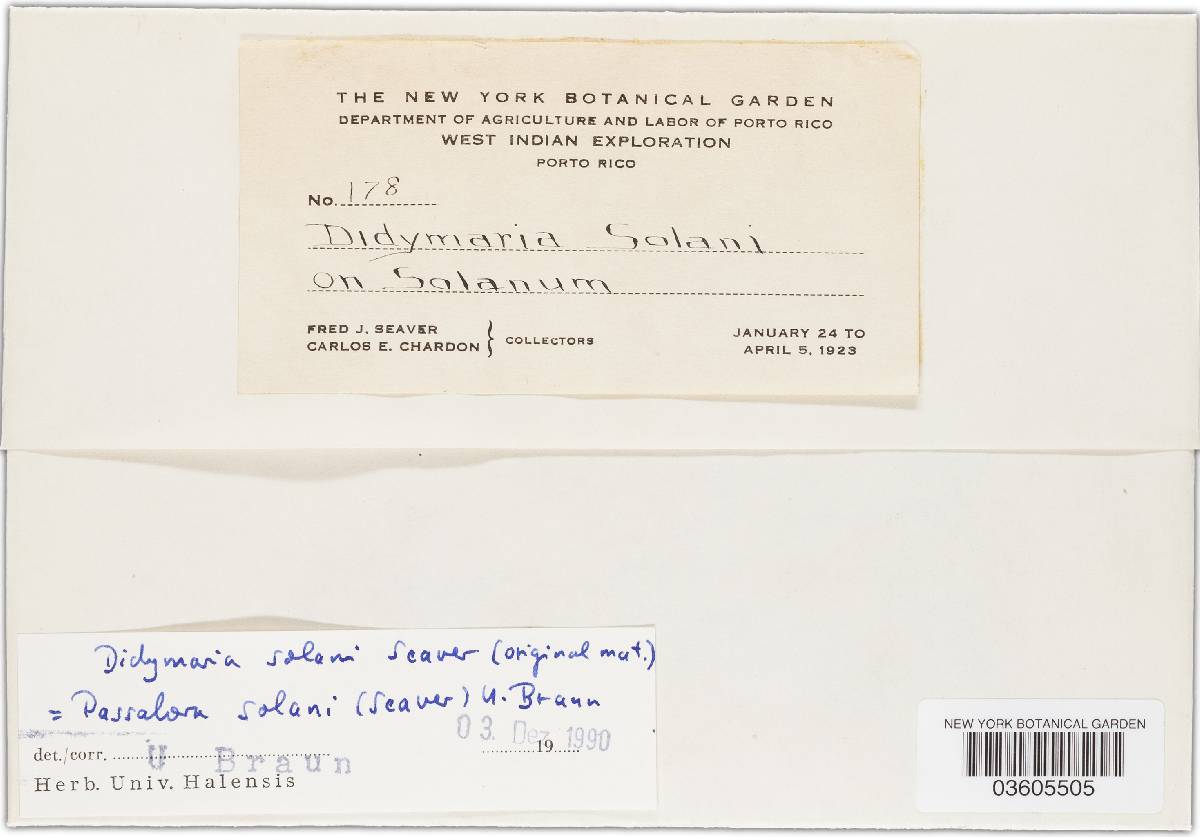 THE NEW YORK BOTANICAL GARDEN
DEPARTMENT OF AGRICULTURE AND LABOR OF PORTO RICO
WEST INDIAN EXPLORATION
PORTO RICO
No. 178
Didymaria Solani
on Solanum
FRED J. SEAVER
CARLOS E. CHARDON } COLLECTORS
JANUARY 24 TO
APRIL 5, 1923
Didymaria solani Seaver (original mat.)
= Passalora solani (Seaver) U. Braun
03. Dez. 1990
det./corr. U Braun 19
Herb. Univ. Halensis
NEW YORK BOTANICAL GARDEN
03605505